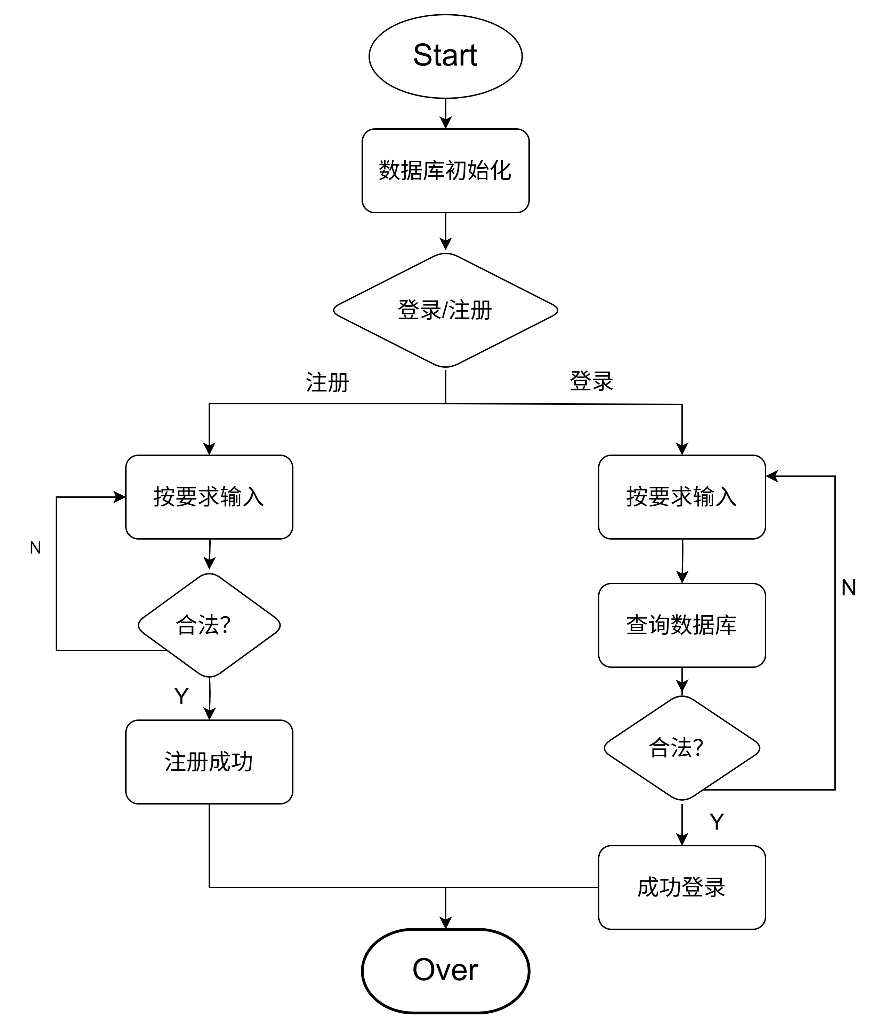 Start
数据库初始化
登录/注册
注册
登录
按要求输入
按要求输入
N
N
合法?
查询数据库
Y
注册成功
合法?
Y
成功登录
Over